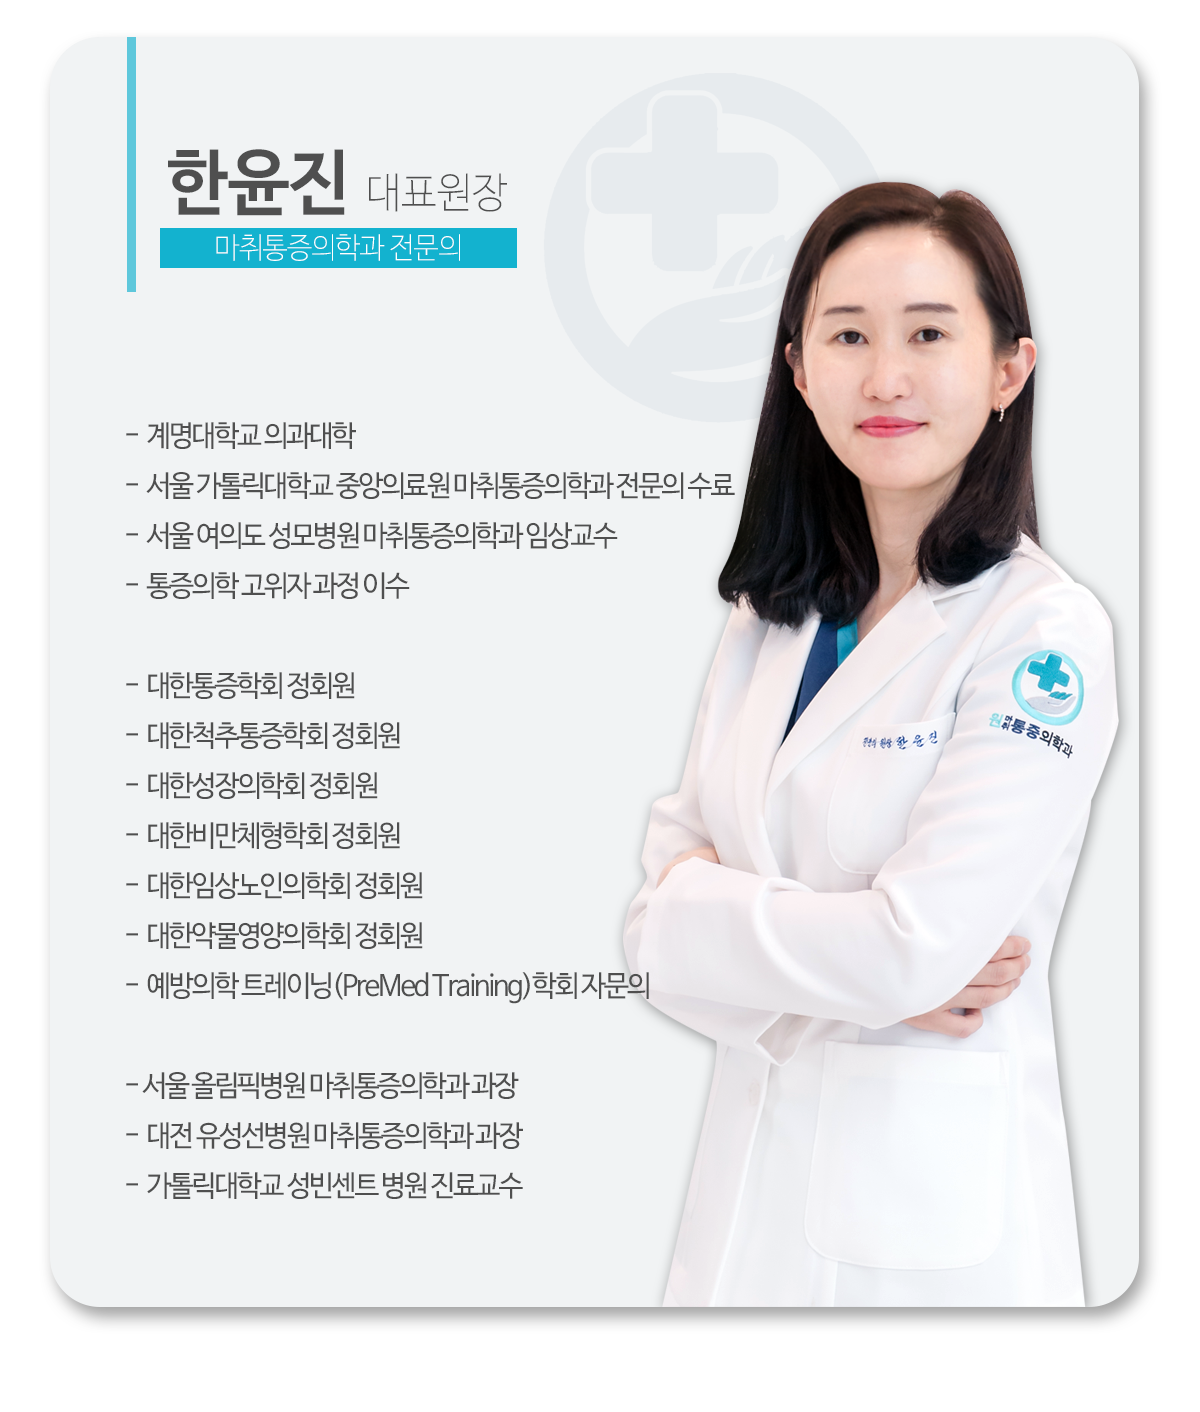 한윤진 대표원장
마취통증의학과 전문의
- 계명대학교 의과대학
- 서울 가톨릭대학교 중앙의료원 마취통증의학과 전문의 수료
- 서울 여의도 성모병원 마취통증의학과 임상교수
- 통증의학 고위자 과정 이수
- 대한통증학회 정회원
- 대한척추통증학회 정회원
- 대한성장의학회 정회원
- 대한비만체형학회 정회원
- 대한임상노인의학회 정회원
- 대한약물영양의학회 정회원
- 예방의학 트레이닝(PreMed Training) 학회 자문의
- 서울 올림픽병원 마취통증의학과 과장
- 대전 유성선병원 마취통증의학과 과장
- 가톨릭대학교 성빈센트 병원 진료교수
원마취통증의학과
한윤진